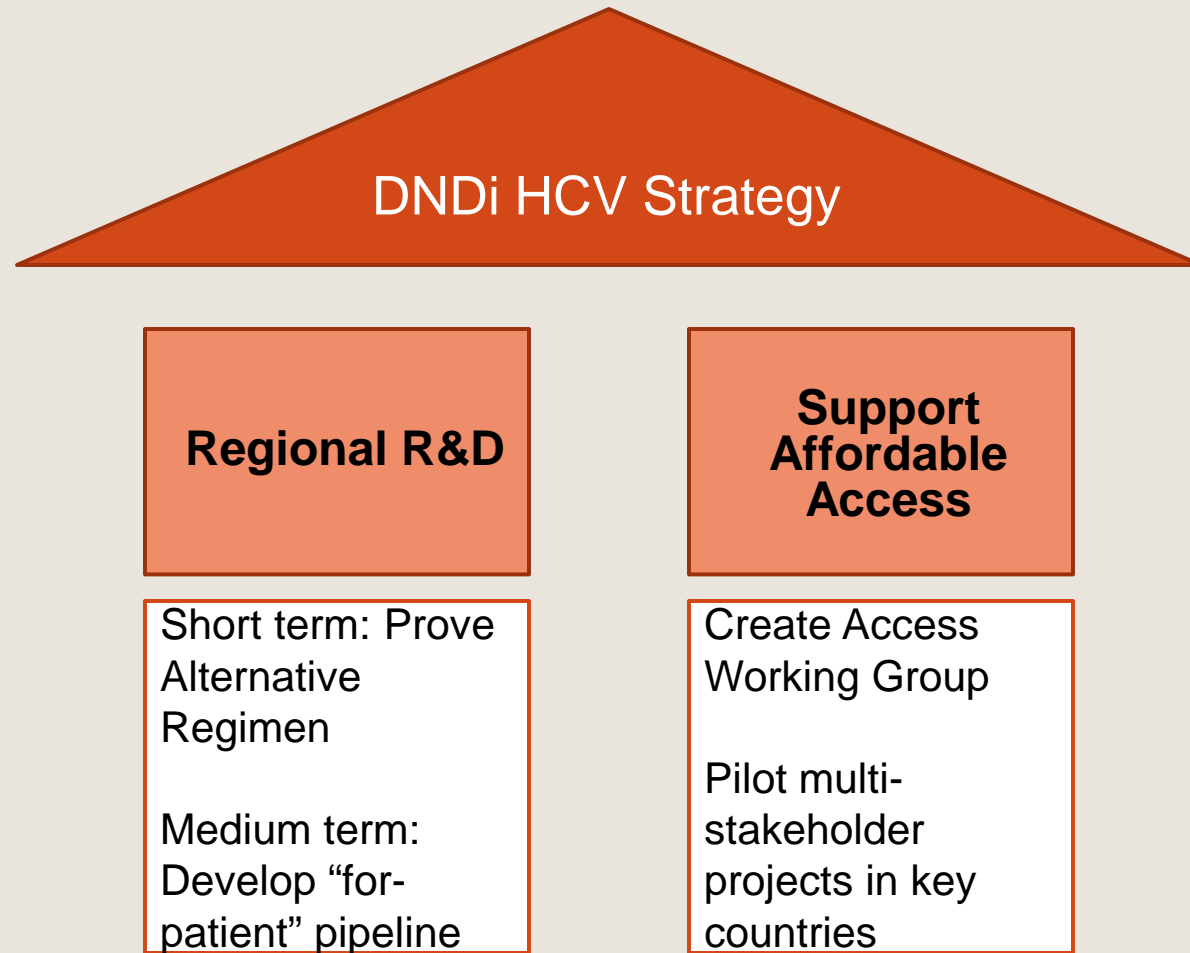 DNDi HCV Strategy
Regional R&D
Support
Affordable
Access
Short term: Prove
Alternative
Regimen
Medium term:
Develop “for-
patient” pipeline
Create Access
Working Group
Pilot multi-
stakeholder
projects in key
countries